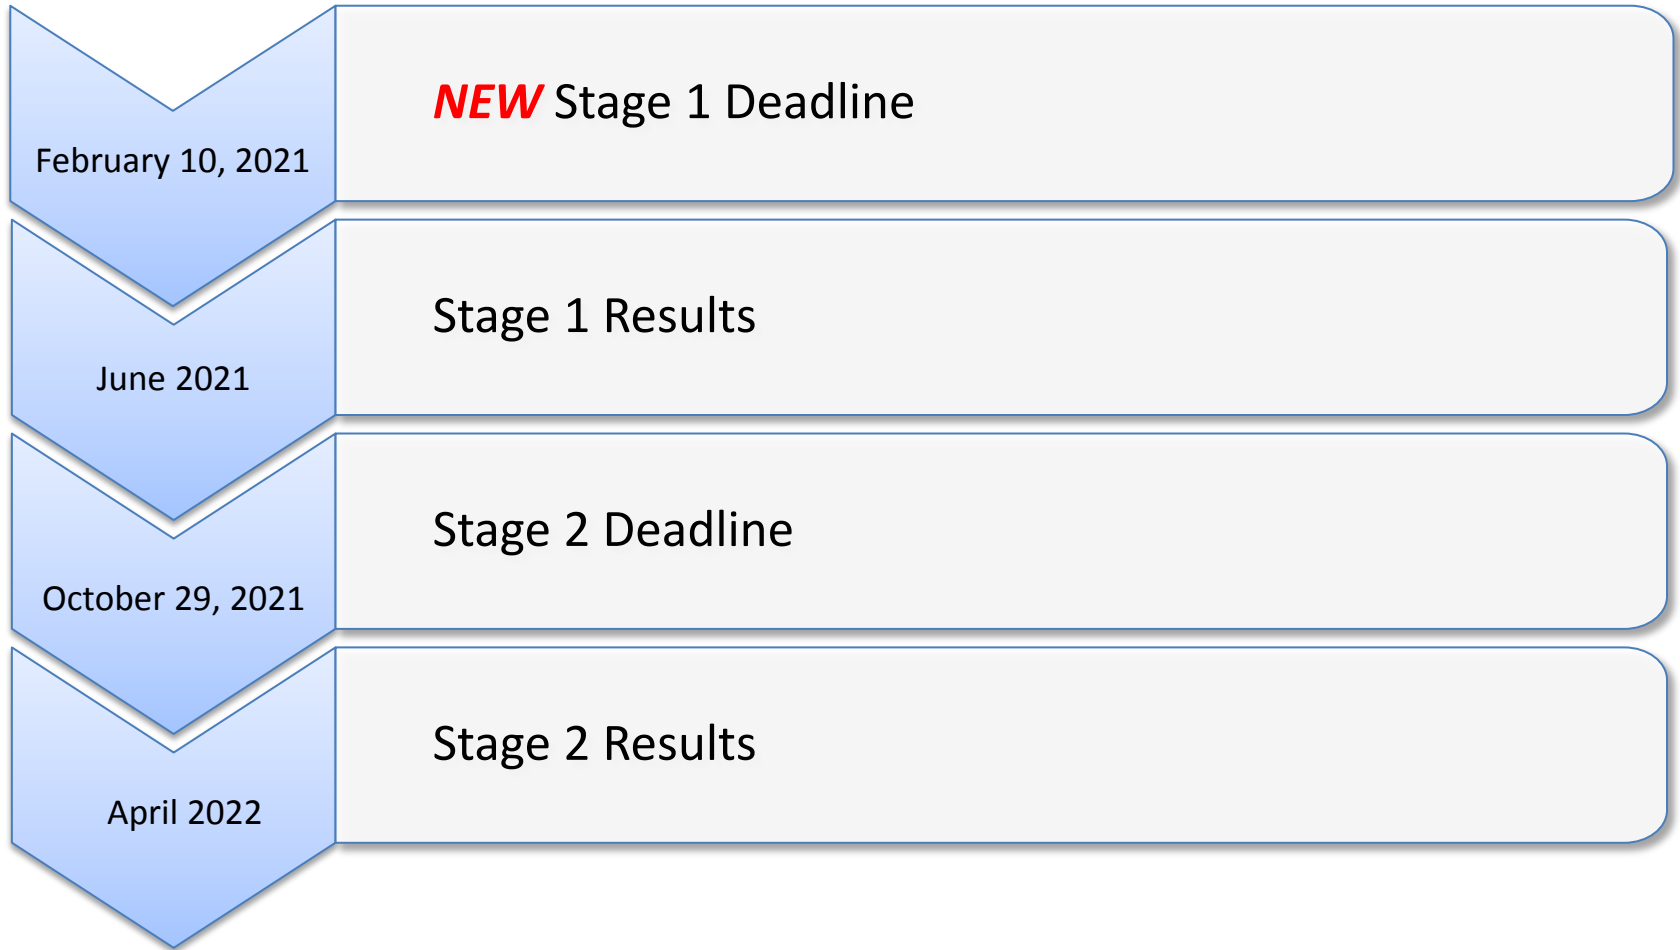 February 10, 2021
NEW Stage 1 Deadline
June 2021
Stage 1 Results
October 29, 2021
Stage 2 Deadline
April 2022
Stage 2 Results